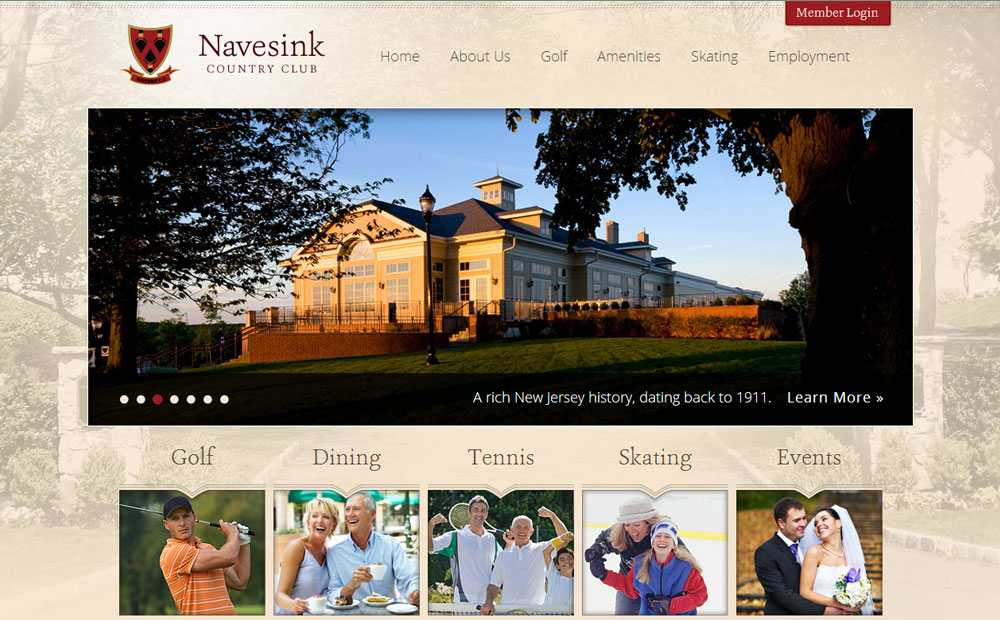 Member Login
Navesink
COUNTRY CLUB
Home About Us Golf Amenities Skating Employment
A rich New Jersey history, dating back to 1911. Learn More »
Golf Dining Tennis Skating Events